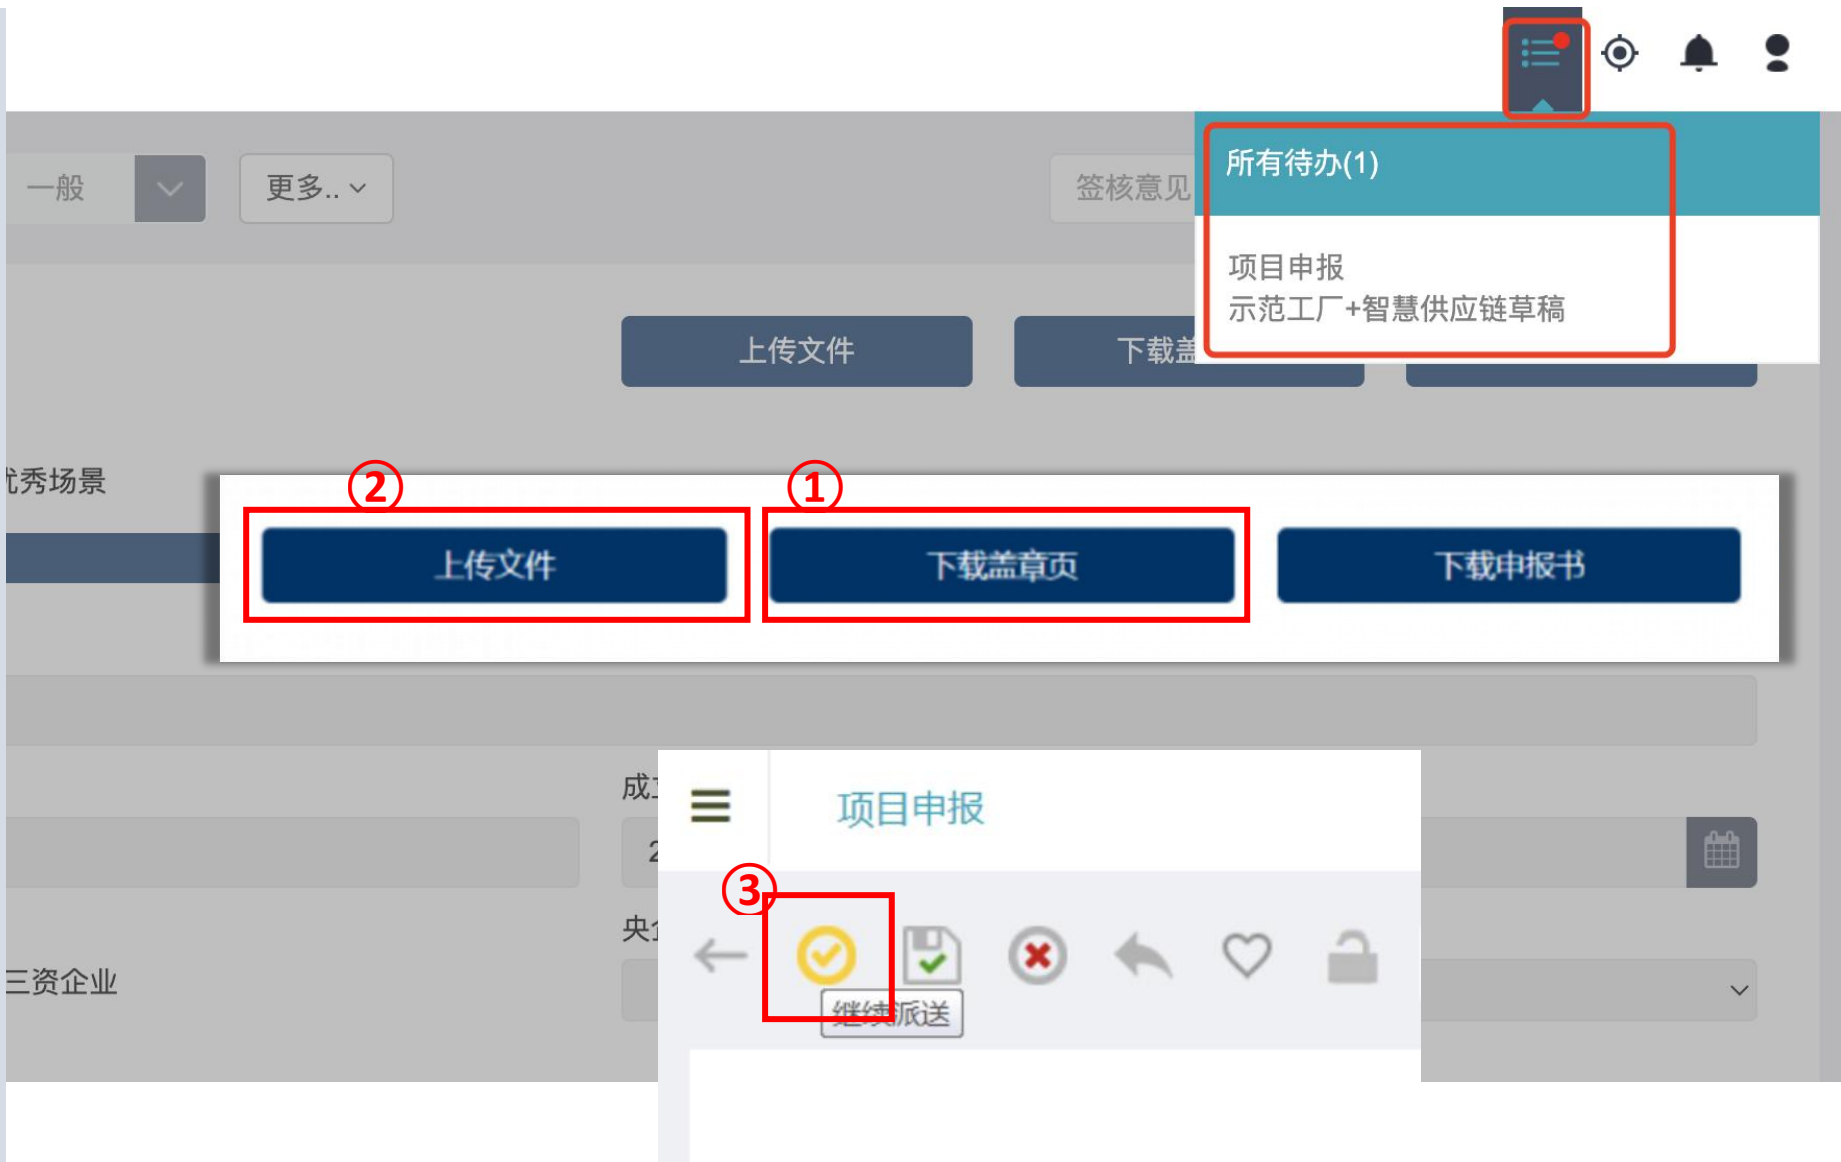 所有待办(1)
一般
更多..
签核意见
项目申报
示范工厂+智慧供应链草稿
上传文件
下载盖
秀场景
②
①
上传文件
下载盖章页
下载申报书
成
项目申报
2
③
央
三资企业
继续派送